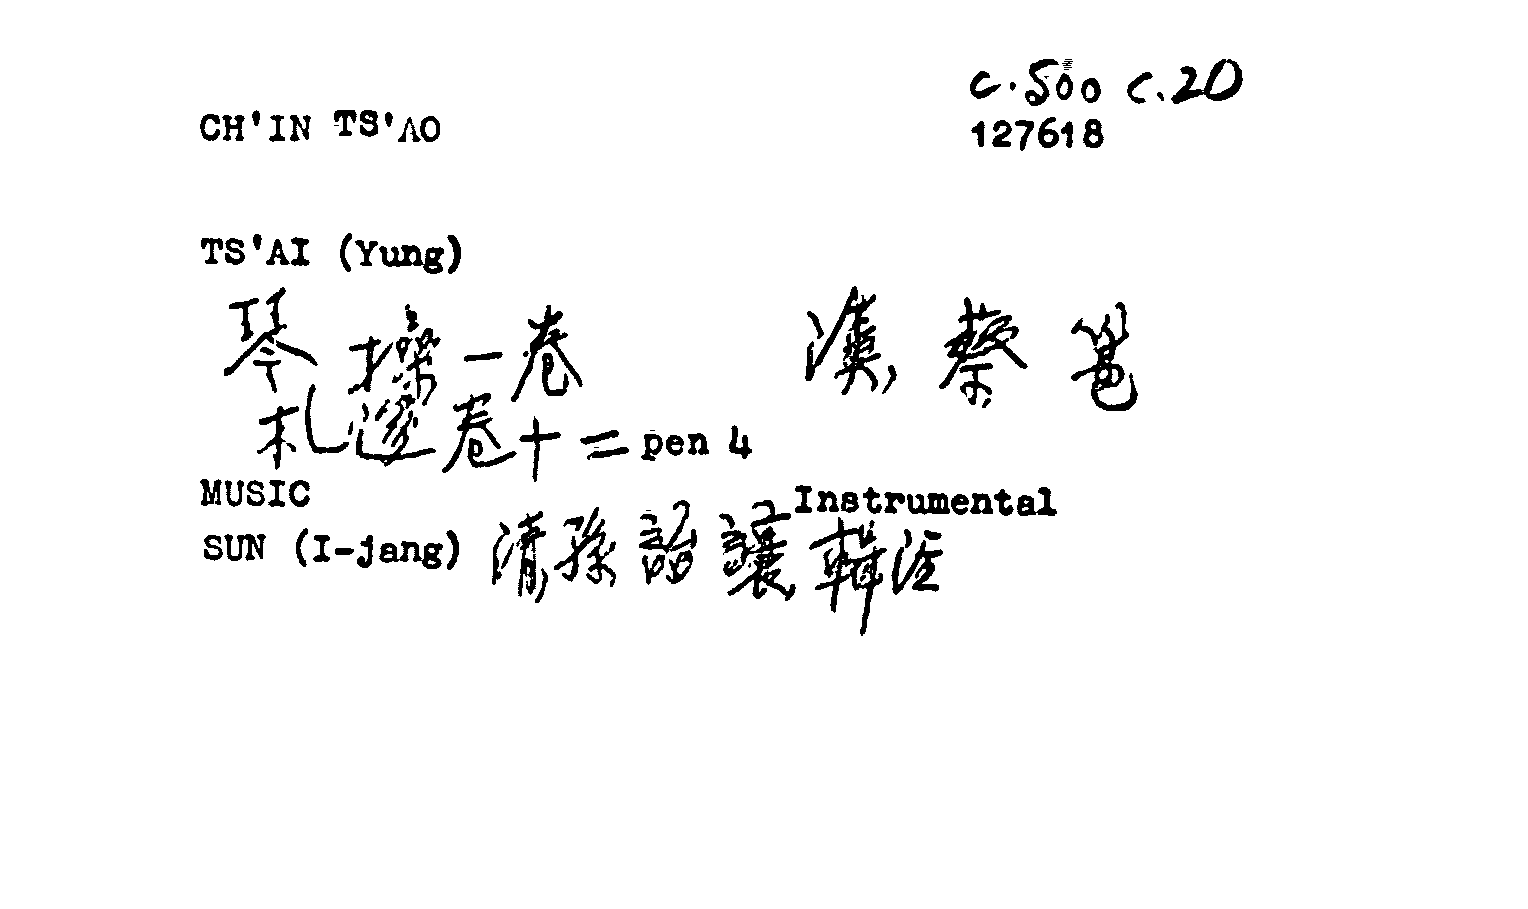 c.500 c.20
CH'IN TS'AO 127618
TS'AI (Yung)
琴操一卷 漢, 蔡邕
札迻卷十二 pen 4
MUSIC Instrumental
SUN (I-jang) 清, 孫詒讓, 輯